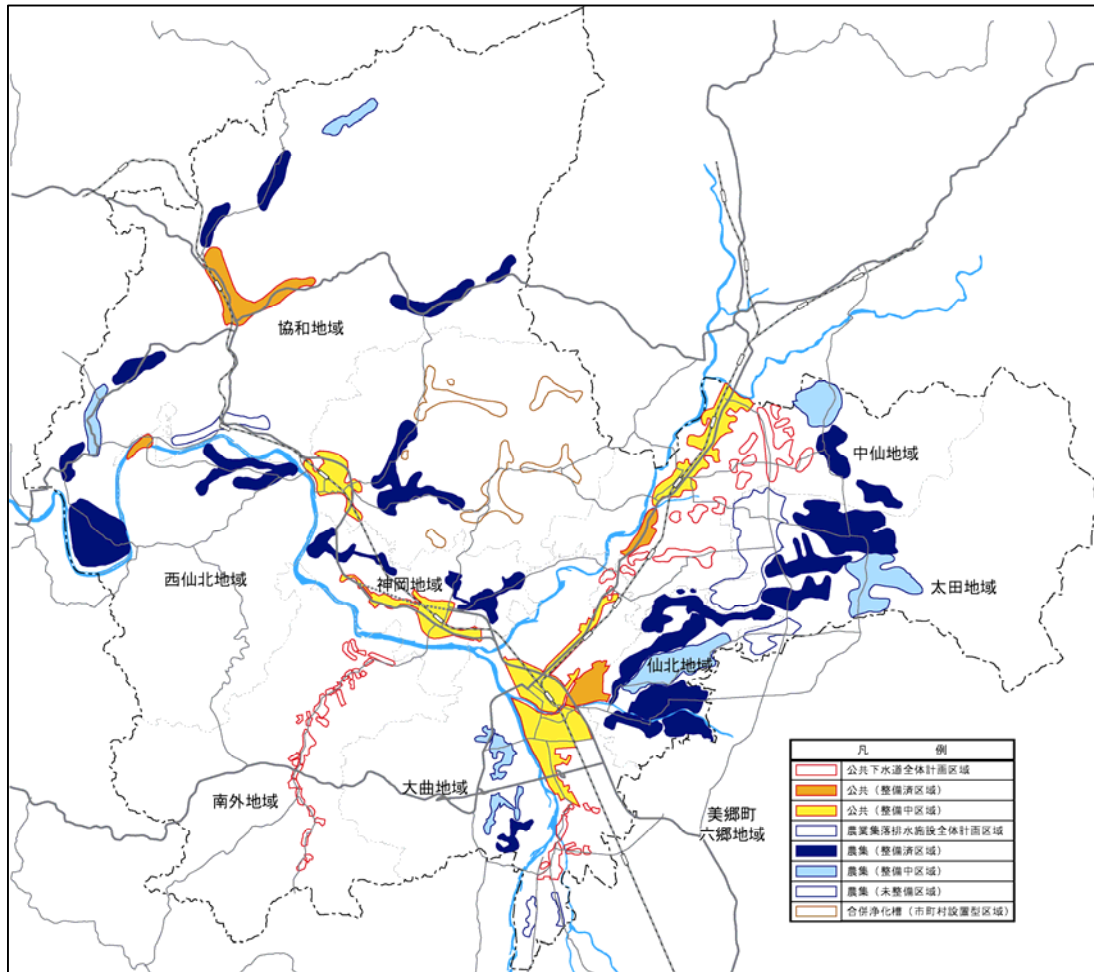 協和地域
中仙地域
西仙北地域
神岡地域
太田地域
仙北地域
南外地域
大曲地域
美郷町
六郷地域
凡 例
公共下水道全体計画区域
公共（整備済区域）
公共（整備中区域）
農業集落排水施設全体計画区域
農集（整備済区域）
農集（整備中区域）
農集（未整備区域）
合併浄化槽（市町村設置型区域）